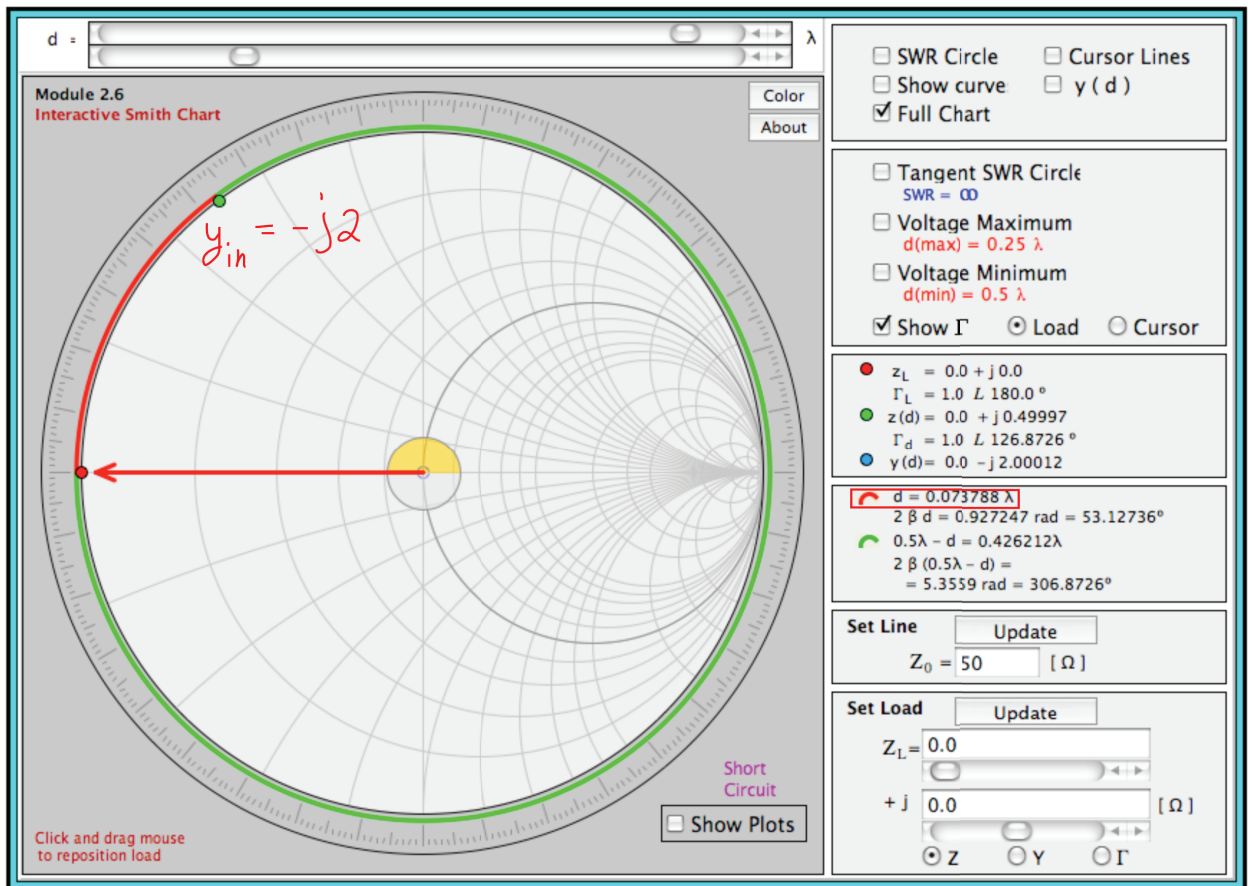 d = λ
Module 2.6
Interactive Smith Chart
Color
About
y_in = -j2
Short
Circuit
Show Plots
Click and drag mouse
to reposition load
SWR Circle Cursor Lines
Show curve y ( d )
Full Chart
Tangent SWR Circle
SWR = ∞
Voltage Maximum
d(max) = 0.25 λ
Voltage Minimum
d(min) = 0.5 λ
Show Γ Load Cursor
z_L = 0.0 + j 0.0
Γ_L = 1.0 ∠ 180.0 º
z (d) = 0.0 + j 0.49997
Γ_d = 1.0 ∠ 126.8726 º
y (d)= 0.0 - j 2.00012
d = 0.073788 λ
2 β d = 0.927247 rad = 53.12736º
0.5λ - d = 0.426212λ
2 β (0.5λ - d) =
= 5.3559 rad = 306.8726º
Set Line Update
Z_0 = 50 [ Ω ]
Set Load Update
Z_L= 0.0
+ j 0.0 [ Ω ]
Z Y Γ